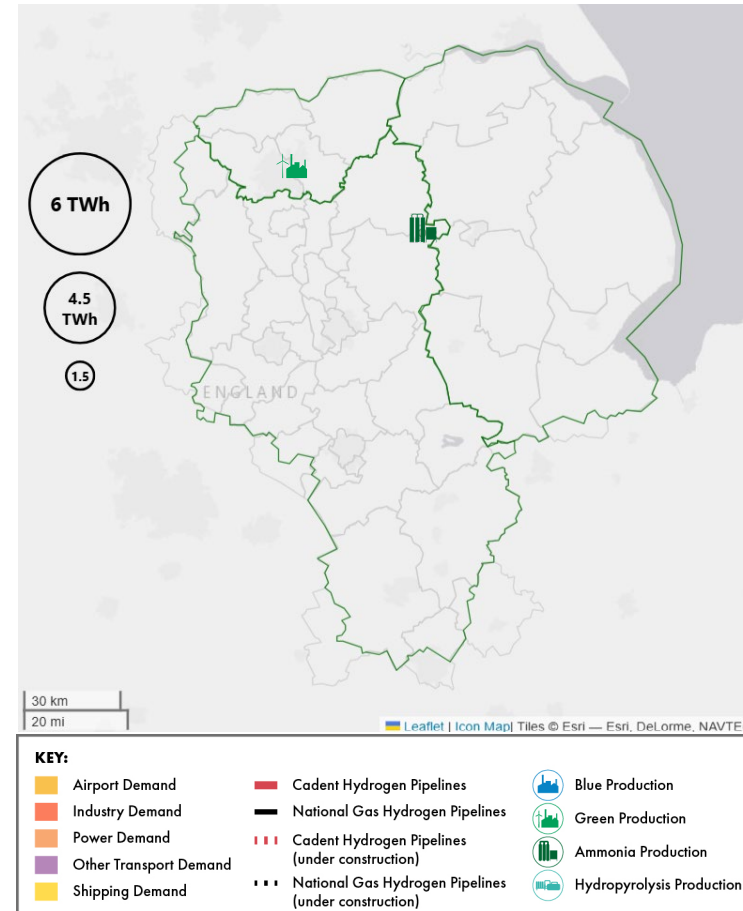 6 TWh
4.5
TWh
1.5
ENGLAND
30 km
20 mi
Leaflet | Icon Map| Tiles © Esri — Esri, DeLorme, NAVTE
KEY:
Airport Demand
Industry Demand
Power Demand
Other Transport Demand
Shipping Demand
Cadent Hydrogen Pipelines
National Gas Hydrogen Pipelines
Cadent Hydrogen Pipelines
(under construction)
National Gas Hydrogen Pipelines
(under construction)
Blue Production
Green Production
Ammonia Production
Hydropyrolysis Production